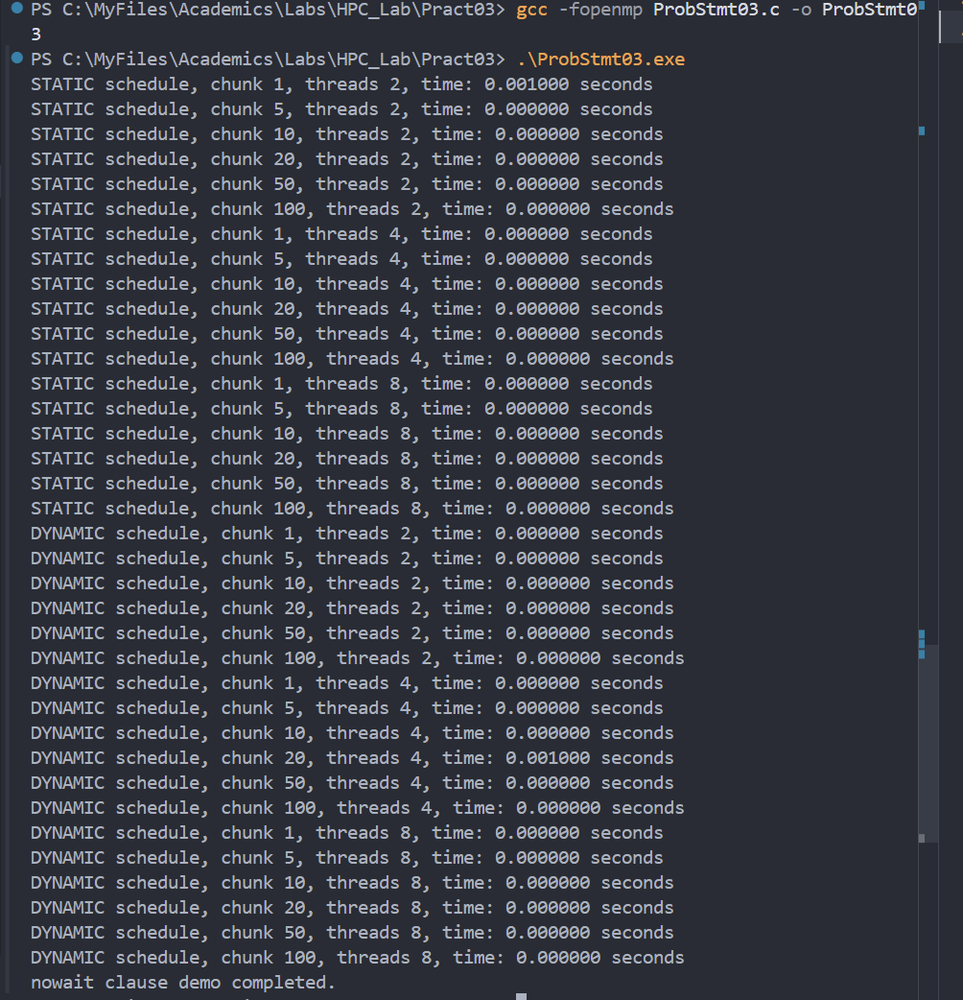 PS C:\MyFiles\Academics\Labs\HPC_Lab\Pract03> gcc -fopenmp ProbStmt03.c -o ProbStmt0
3
PS C:\MyFiles\Academics\Labs\HPC_Lab\Pract03> .\ProbStmt03.exe
STATIC schedule, chunk 1, threads 2, time: 0.001000 seconds
STATIC schedule, chunk 5, threads 2, time: 0.000000 seconds
STATIC schedule, chunk 10, threads 2, time: 0.000000 seconds
STATIC schedule, chunk 20, threads 2, time: 0.000000 seconds
STATIC schedule, chunk 50, threads 2, time: 0.000000 seconds
STATIC schedule, chunk 100, threads 2, time: 0.000000 seconds
STATIC schedule, chunk 1, threads 4, time: 0.000000 seconds
STATIC schedule, chunk 5, threads 4, time: 0.000000 seconds
STATIC schedule, chunk 10, threads 4, time: 0.000000 seconds
STATIC schedule, chunk 20, threads 4, time: 0.000000 seconds
STATIC schedule, chunk 50, threads 4, time: 0.000000 seconds
STATIC schedule, chunk 100, threads 4, time: 0.000000 seconds
STATIC schedule, chunk 1, threads 8, time: 0.000000 seconds
STATIC schedule, chunk 5, threads 8, time: 0.000000 seconds
STATIC schedule, chunk 10, threads 8, time: 0.000000 seconds
STATIC schedule, chunk 20, threads 8, time: 0.000000 seconds
STATIC schedule, chunk 50, threads 8, time: 0.000000 seconds
STATIC schedule, chunk 100, threads 8, time: 0.000000 seconds
DYNAMIC schedule, chunk 1, threads 2, time: 0.000000 seconds
DYNAMIC schedule, chunk 5, threads 2, time: 0.000000 seconds
DYNAMIC schedule, chunk 10, threads 2, time: 0.000000 seconds
DYNAMIC schedule, chunk 20, threads 2, time: 0.000000 seconds
DYNAMIC schedule, chunk 50, threads 2, time: 0.000000 seconds
DYNAMIC schedule, chunk 100, threads 2, time: 0.000000 seconds
DYNAMIC schedule, chunk 1, threads 4, time: 0.000000 seconds
DYNAMIC schedule, chunk 5, threads 4, time: 0.000000 seconds
DYNAMIC schedule, chunk 10, threads 4, time: 0.000000 seconds
DYNAMIC schedule, chunk 20, threads 4, time: 0.001000 seconds
DYNAMIC schedule, chunk 50, threads 4, time: 0.000000 seconds
DYNAMIC schedule, chunk 100, threads 4, time: 0.000000 seconds
DYNAMIC schedule, chunk 1, threads 8, time: 0.000000 seconds
DYNAMIC schedule, chunk 5, threads 8, time: 0.000000 seconds
DYNAMIC schedule, chunk 10, threads 8, time: 0.000000 seconds
DYNAMIC schedule, chunk 20, threads 8, time: 0.000000 seconds
DYNAMIC schedule, chunk 50, threads 8, time: 0.000000 seconds
DYNAMIC schedule, chunk 100, threads 8, time: 0.000000 seconds
nowait clause demo completed.